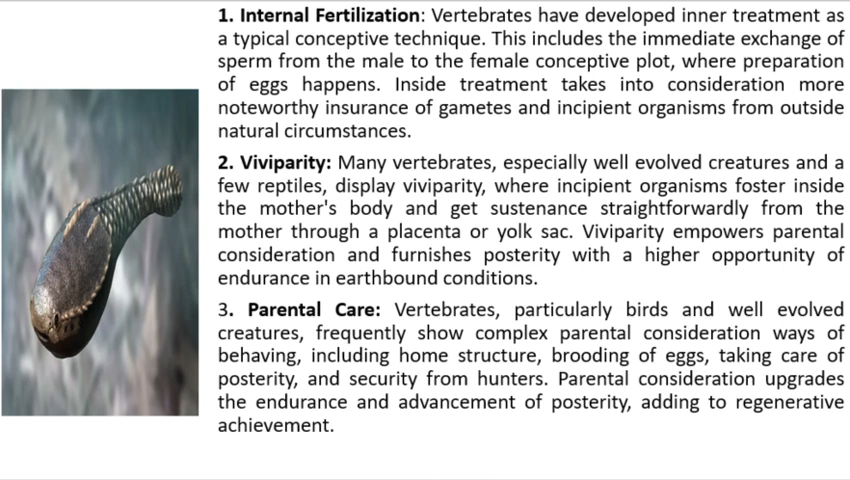 1. Internal Fertilization: Vertebrates have developed inner treatment as
a typical conceptive technique. This includes the immediate exchange of
sperm from the male to the female conceptive plot, where preparation
of eggs happens. Inside treatment takes into consideration more
noteworthy insurance of gametes and incipient organisms from outside
natural circumstances.
2. Viviparity: Many vertebrates, especially well evolved creatures and a
few reptiles, display viviparity, where incipient organisms foster inside
the mother's body and get sustenance straightforwardly from the
mother through a placenta or yolk sac. Viviparity empowers parental
consideration and furnishes posterity with a higher opportunity of
endurance in earthbound conditions.
3. Parental Care: Vertebrates, particularly birds and well evolved
creatures, frequently show complex parental consideration ways of
behaving, including home structure, brooding of eggs, taking care of
posterity, and security from hunters. Parental consideration upgrades
the endurance and advancement of posterity, adding to regenerative
achievement.